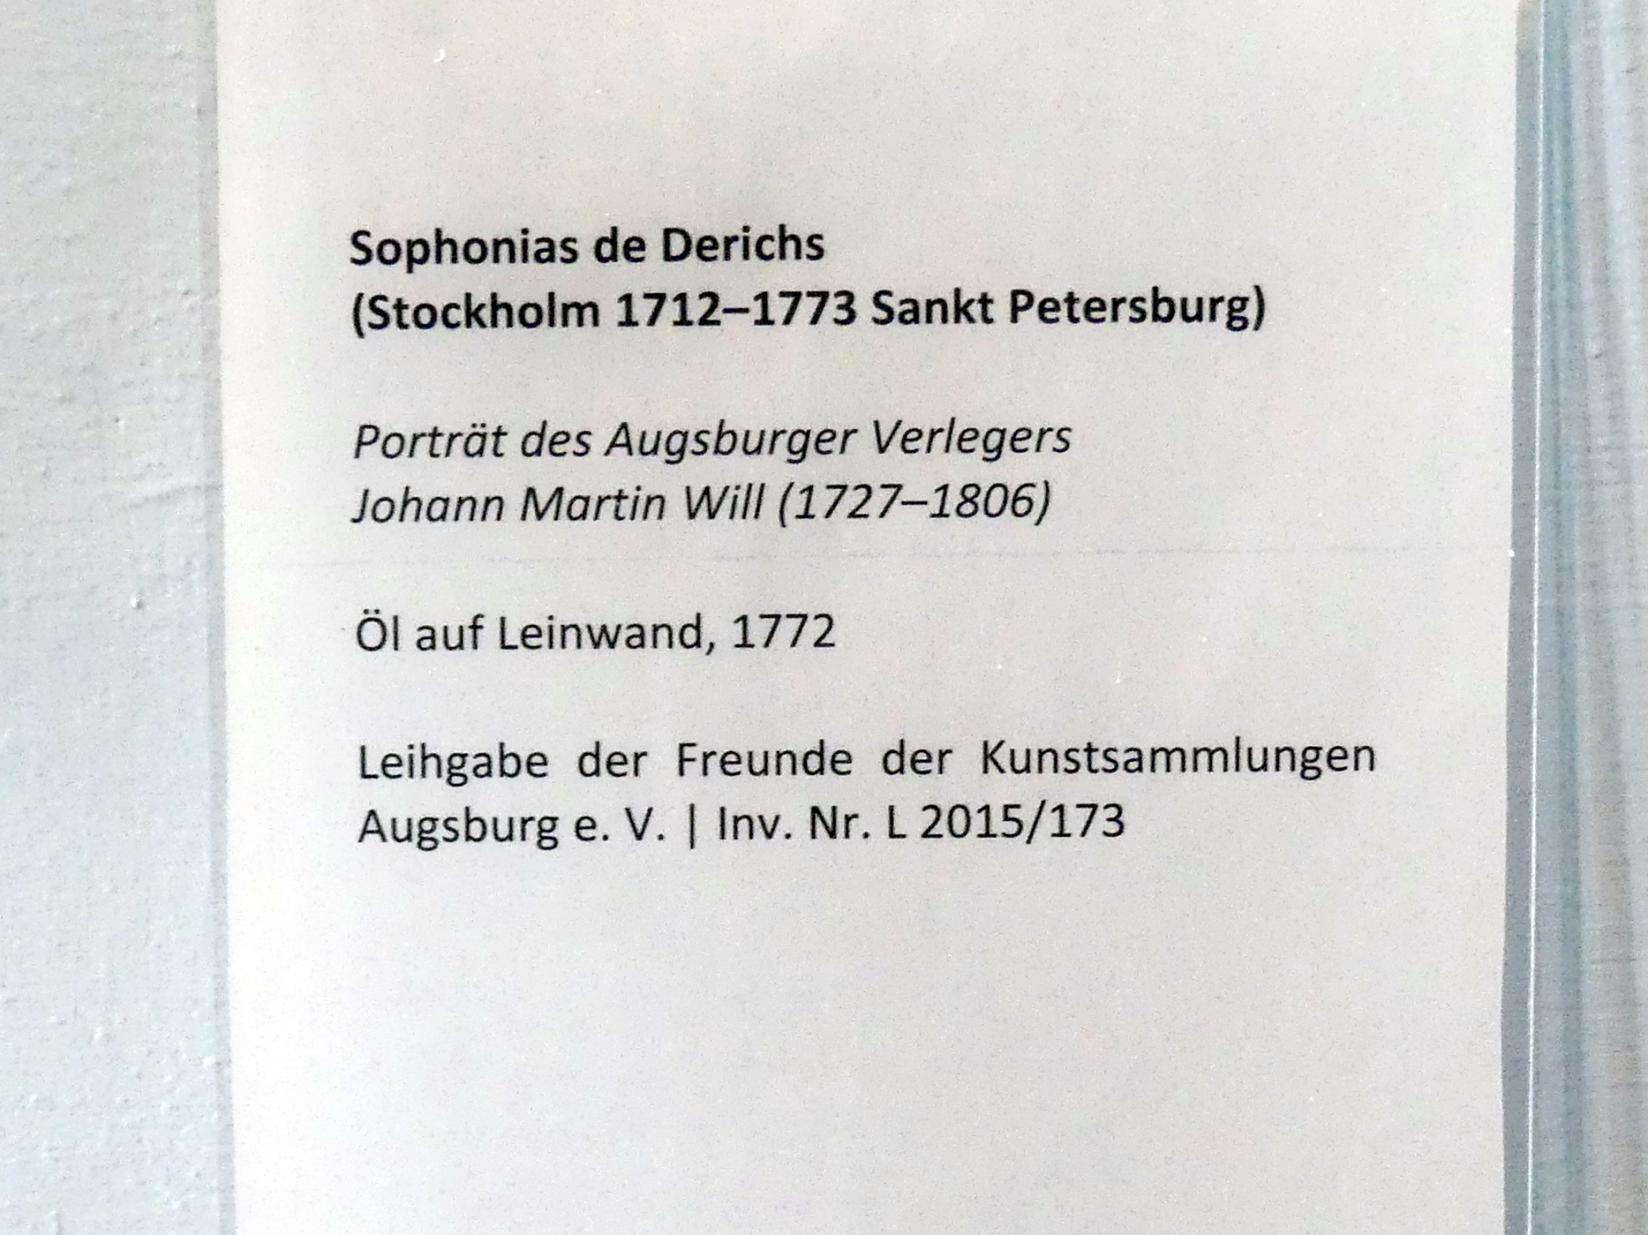 Sophonias de Derichs
(Stockholm 1712–1773 Sankt Petersburg)
Porträt des Augsburger Verlegers
Johann Martin Will (1727–1806)
Öl auf Leinwand, 1772
Leihgabe der Freunde der Kunstsammlungen
Augsburg e. V. | Inv. Nr. L 2015/173